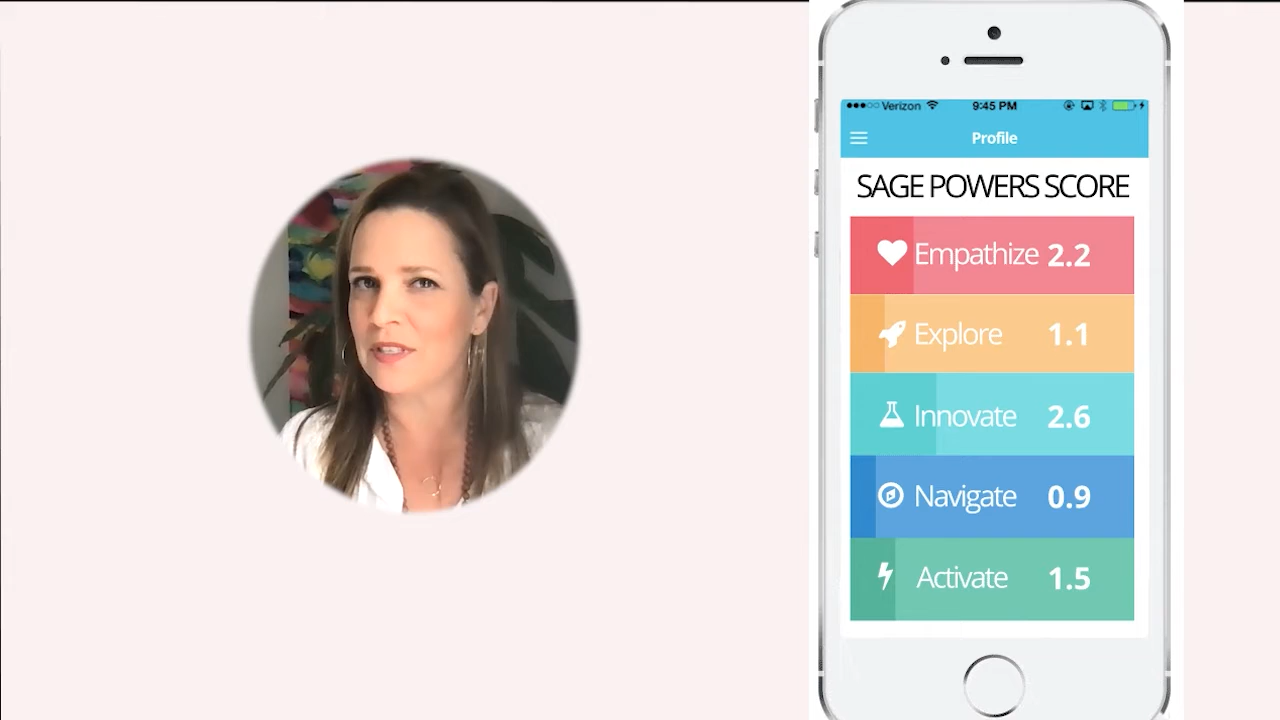 Verizon 9:45 PM
Profile
SAGE POWERS SCORE
Empathize 2.2
Explore 1.1
Innovate 2.6
Navigate 0.9
Activate 1.5